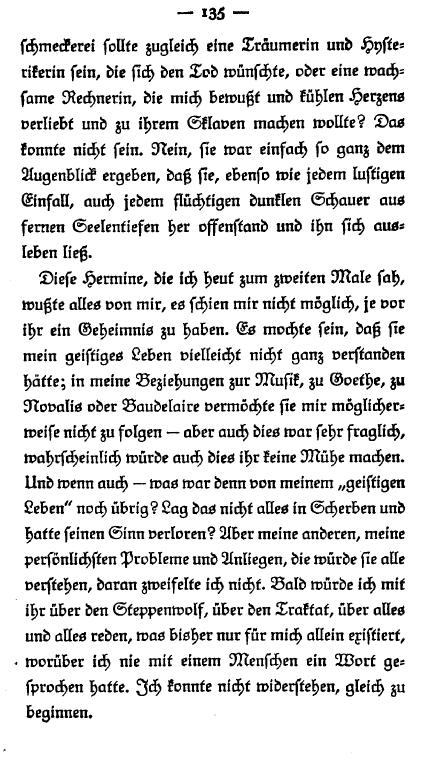 — 135 —
schmeckerei sollte zugleich eine Träumerin und Hyste-
rikerin sein, die sich den Tod wünschte, oder eine wach-
same Rechnerin, die mich bewußt und kühlen Herzens
verliebt und zu ihrem Sklaven machen wollte? Das
konnte nicht sein. Nein, sie war einfach so ganz dem
Augenblick ergeben, daß sie, ebenso wie jedem lustigen
Einfall, auch jedem flüchtigen dunklen Schauer aus
fernen Seelentiefen her offenstand und ihn sich aus-
leben ließ.
Diese Hermine, die ich heut zum zweiten Male sah,
wußte alles von mir, es schien mir nicht möglich, je vor
ihr ein Geheimnis zu haben. Es mochte sein, daß sie
mein geistiges Leben vielleicht nicht ganz verstanden
hätte; in meine Beziehungen zur Musik, zu Goethe, zu
Novalis oder Baudelaire vermöchte sie mir möglicher-
weise nicht zu folgen — aber auch dies war sehr fraglich,
wahrscheinlich würde auch dies ihr keine Mühe machen.
Und wenn auch — was war denn von meinem „geistigen
Leben“ noch übrig? Lag das nicht alles in Scherben und
hatte seinen Sinn verloren? Aber meine anderen, meine
persönlichsten Probleme und Anliegen, die würde sie alle
verstehen, daran zweifelte ich nicht. Bald würde ich mit
ihr über den Steppenwolf, über den Traktat, über alles
und alles reden, was bisher nur für mich allein existiert,
worüber ich nie mit einem Menschen ein Wort ge-
sprochen hatte. Ich konnte nicht widerstehen, gleich zu
beginnen.